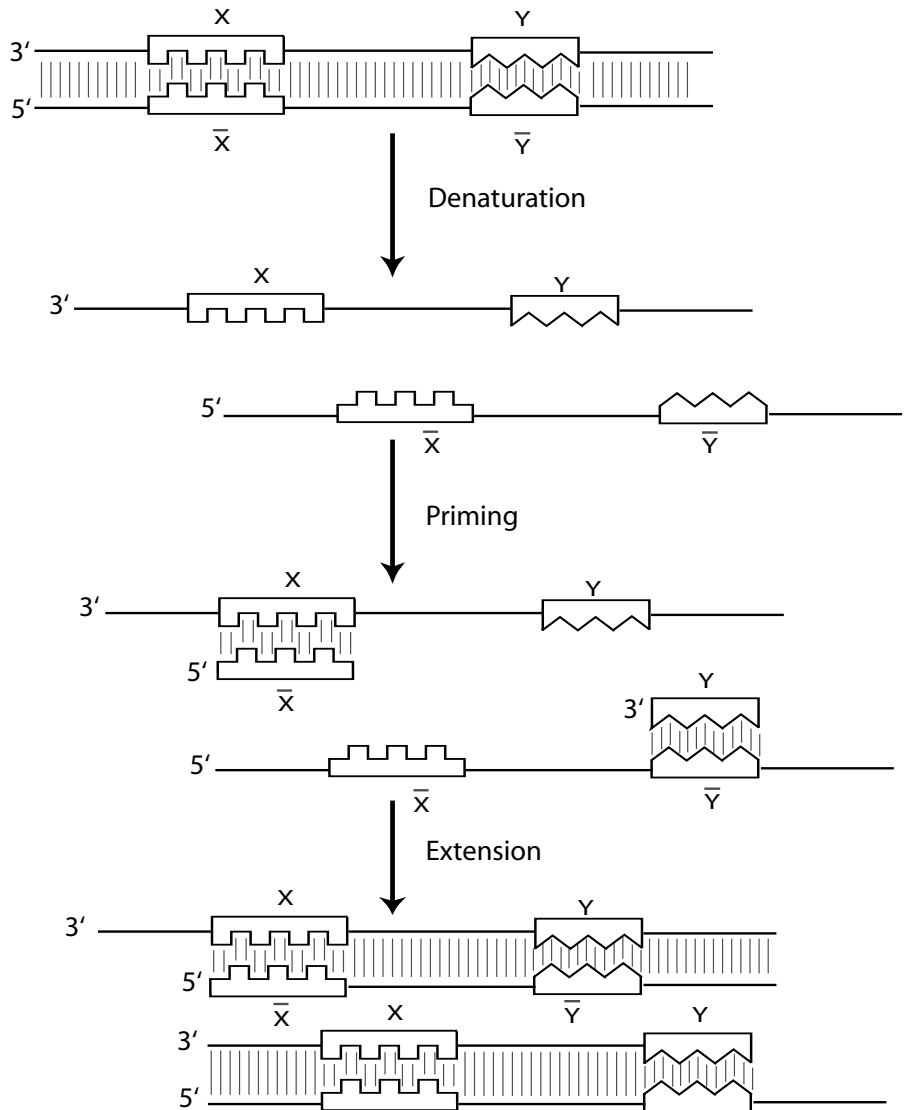 X Y
3‘
5‘
X̅ Y̅
Denaturation
X Y
3‘
5‘
X̅ Y̅
Priming
X Y
3‘
5‘
X̅ Y
3‘
5‘
X̅ Y̅
Extension
X Y
3‘
5‘
X̅ X Y̅ Y
3‘
5‘